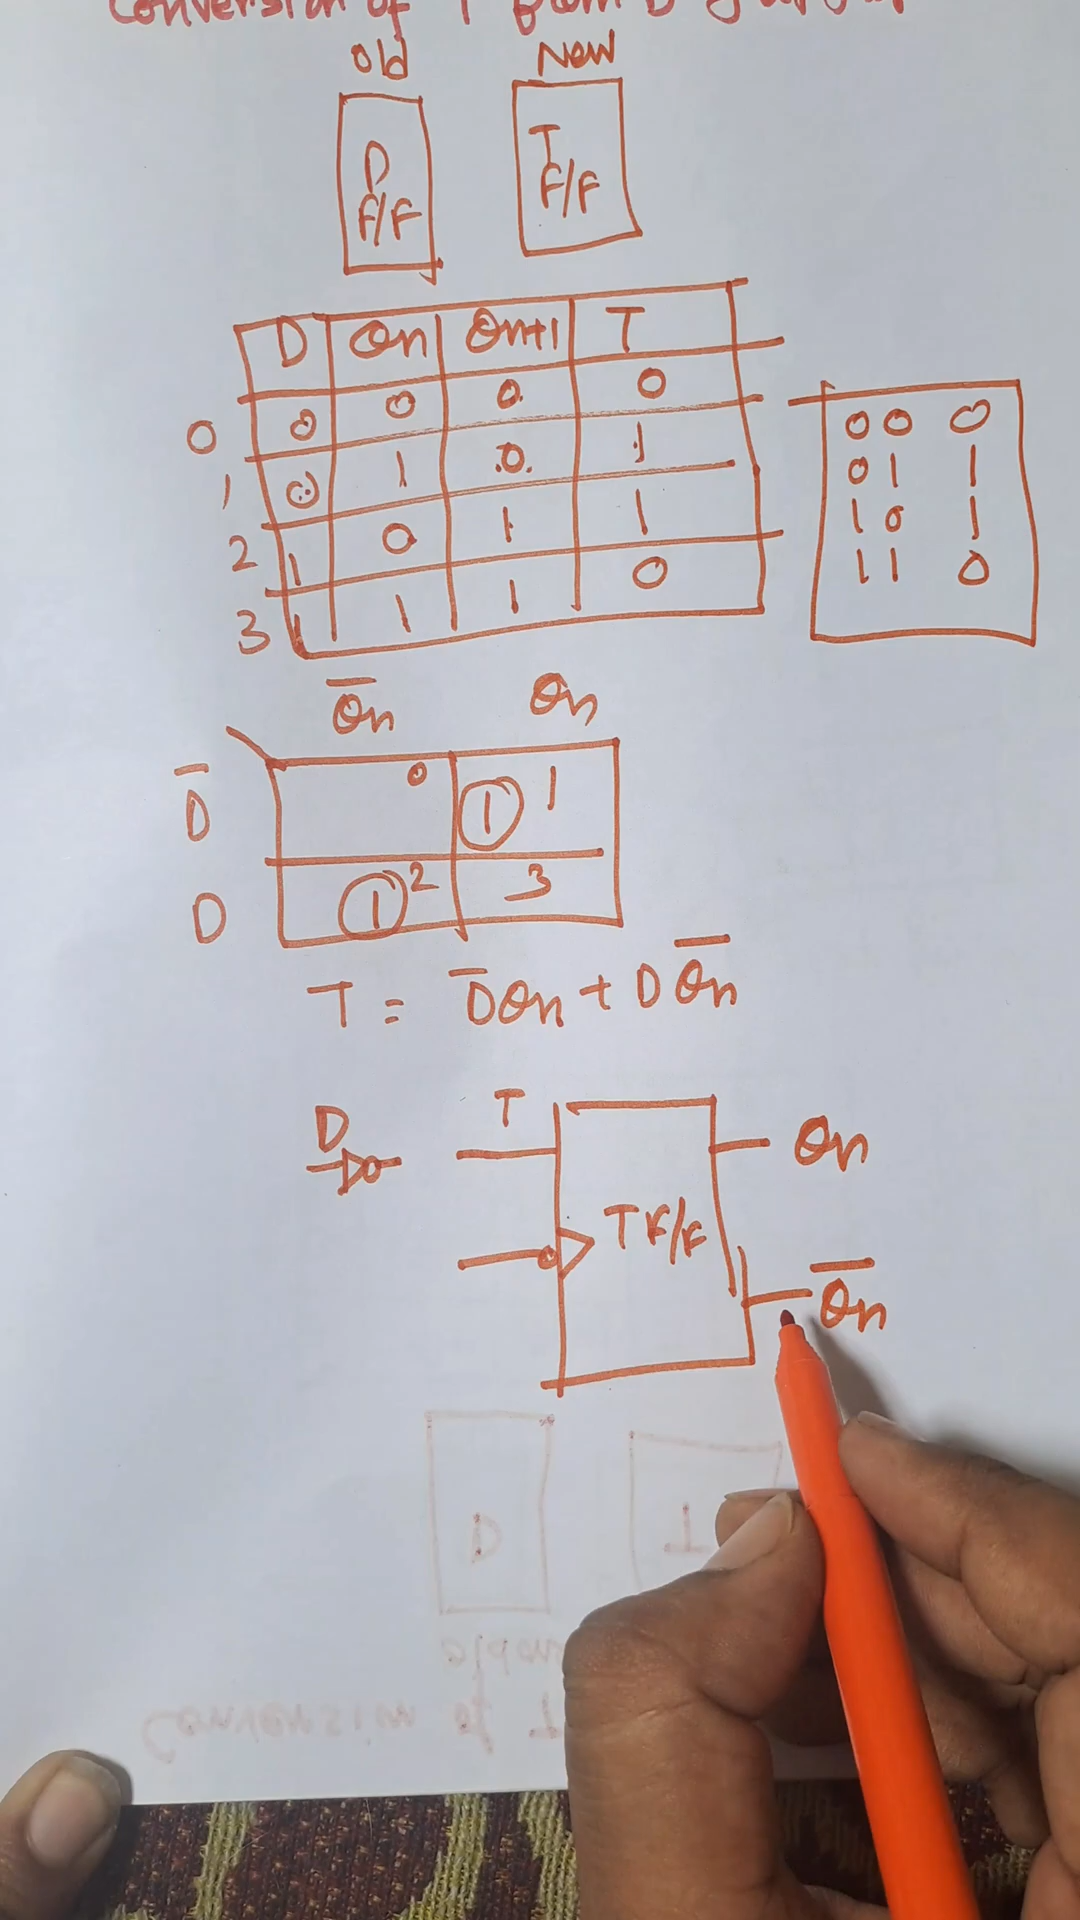 Conversion of T from D
Old New
D T
F/F F/F
D Qn Qn+1 T
0 0 0 0 0
1 0 1 0 1
2 1 0 1 1
3 1 1 1 0
0 0 0
0 1 1
1 0 1
1 1 0
Q̅n Qn
D̅ 0 1 1
D 1 2 3
T = D̅Qn + DQ̅n
D T Qn
T F/F
Q̅n
D T
Conversion of T